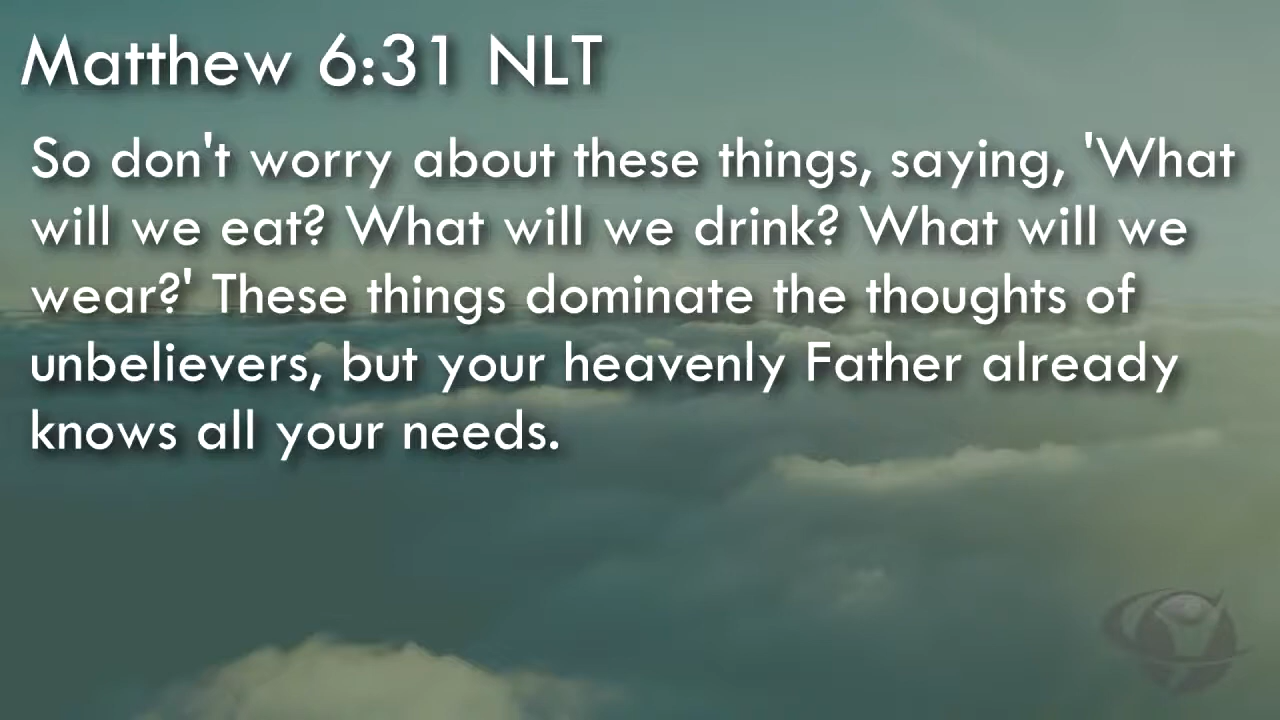 Matthew 6:31 NLT
So don't worry about these things, saying, 'What
will we eat? What will we drink? What will we
wear?' These things dominate the thoughts of
unbelievers, but your heavenly Father already
knows all your needs.